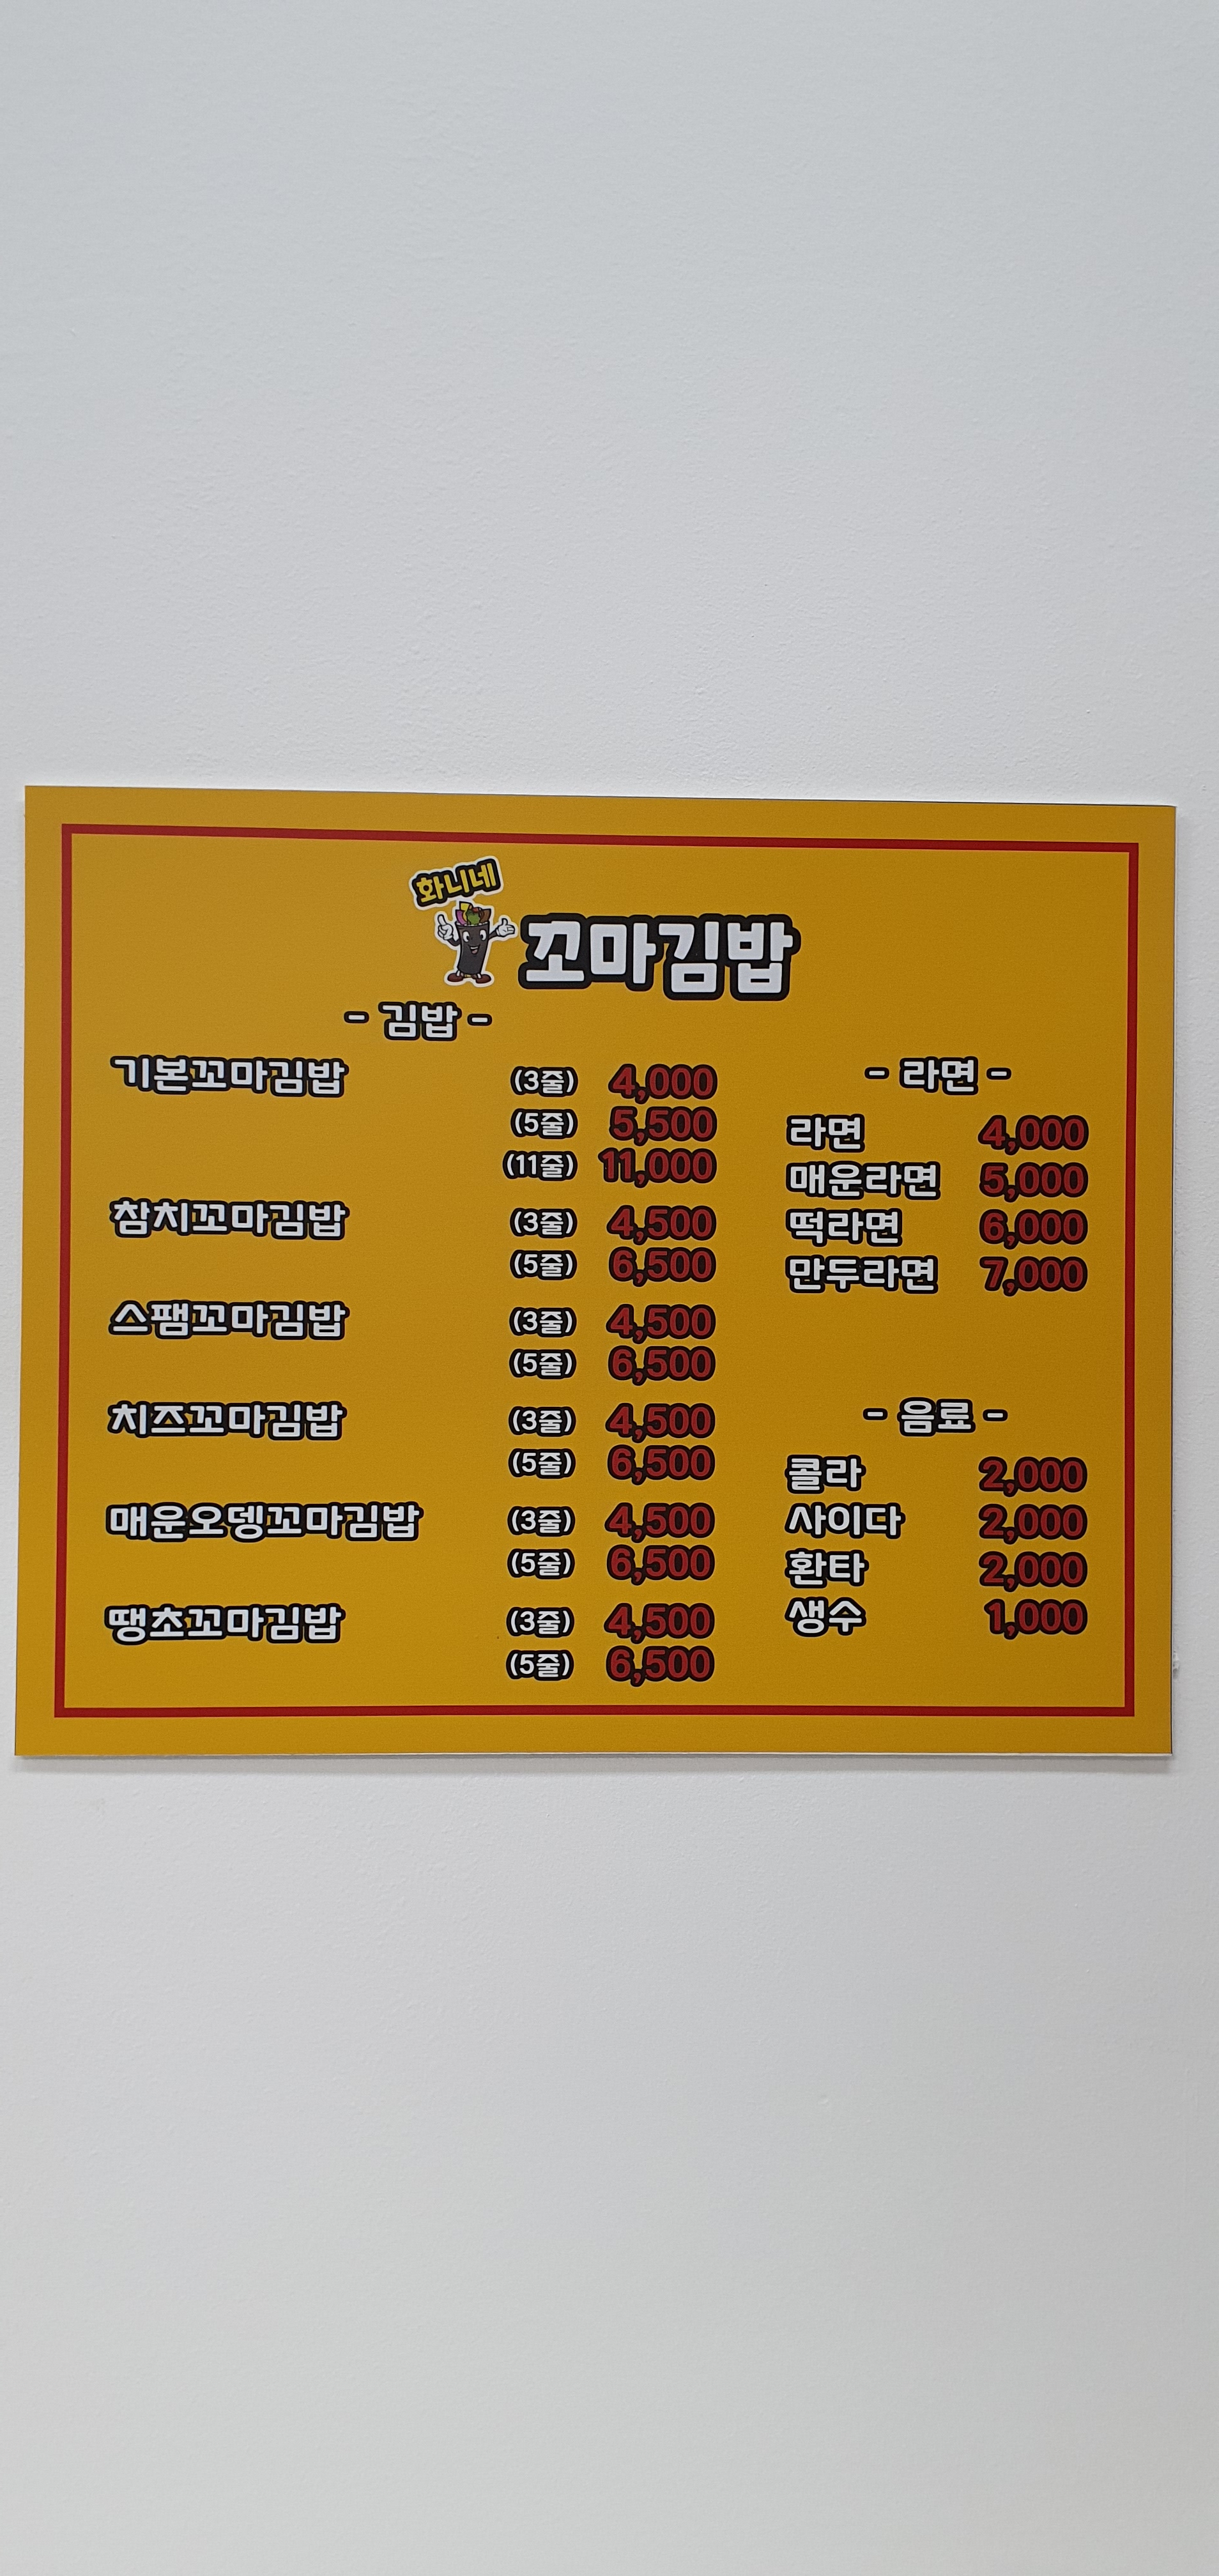 화니네
꼬마김밥
- 김밥 -
기본꼬마김밥 (3줄) 4,000
(5줄) 5,500
(11줄) 11,000
참치꼬마김밥 (3줄) 4,500
(5줄) 6,500
스팸꼬마김밥 (3줄) 4,500
(5줄) 6,500
치즈꼬마김밥 (3줄) 4,500
(5줄) 6,500
매운오뎅꼬마김밥 (3줄) 4,500
(5줄) 6,500
땡초꼬마김밥 (3줄) 4,500
(5줄) 6,500
- 라면 -
라면 4,000
매운라면 5,000
떡라면 6,000
만두라면 7,000
- 음료 -
콜라 2,000
사이다 2,000
환타 2,000
생수 1,000